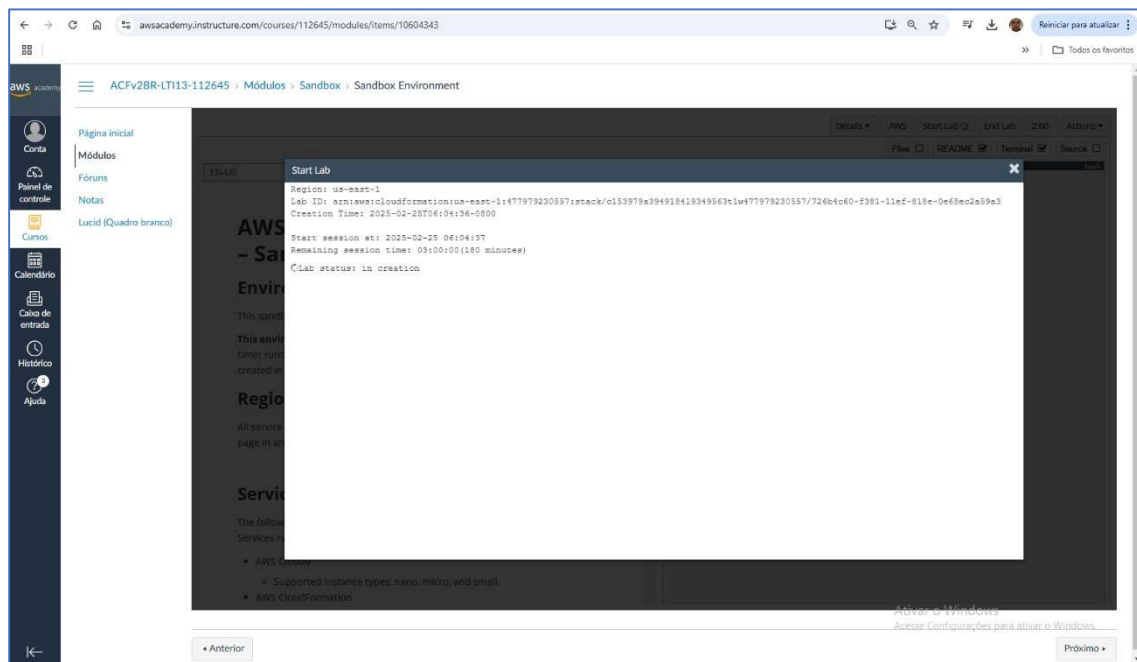 awsacademy.instructure.com/courses/112645/modules/items/10604343
Reiniciar para atualizar
» Todos os favoritos
aws academy
ACFv2BR-LTI13-112645 › Módulos › Sandbox › Sandbox Environment
Conta
Painel de controle
Cursos
Calendário
Caixa de entrada
Histórico
3
Ajuda
Página inicial
Módulos
Fóruns
Notas
Lucid (Quadro branco)
Details AWS Start Lab End Lab 2:60 Actions
Files README Terminal Source
EN-US
Start Lab
Region: us-east-1
Lab ID: arn:aws:cloudformation:us-east-1:477979230557:stack/c153979a394918419349563t1w477979230557/726b4c60-f381-11ef-818e-0e68ec2a59a3
Creation Time: 2025-02-25T06:04:36-0800
Start session at: 2025-02-25 06:04:37
Remaining session time: 03:00:00(180 minutes)
Lab status: in creation
AWS
– Sa
Envir
This sand
This envir
timer run
created in
Regio
All service
page in an
Servic
The follow
Services r
• AWS Cloud9
Supported instance types: nano, micro, and small.
• AWS CloudFormation
Ativar o Windows
Acesse Configurações para ativar o Windows.
◂ Anterior
Próximo ▸